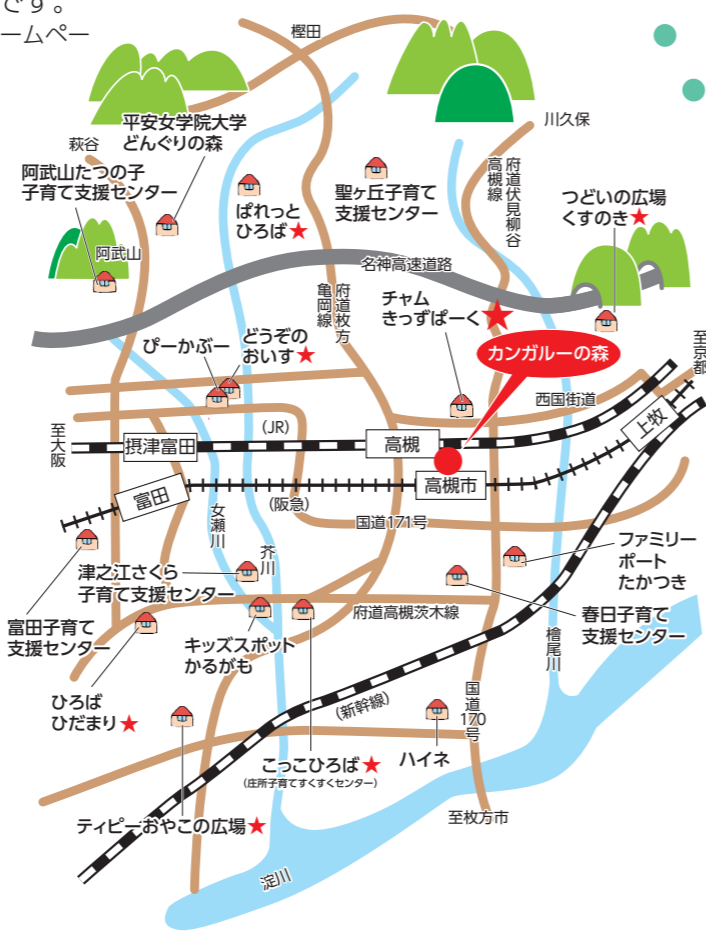 です。
ームペー
樫田
川久保
萩谷
平安女学院大学
どんぐりの森
阿武山たつの子
子育て支援センター
ぱれっと
ひろば★
聖ヶ丘子育て
支援センター
府道伏見柳谷
高槻線
つどいの広場
くすのき★
阿武山
名神高速道路
府道枚方
亀岡線
チャム
きっずぱーく★
ぴーかぶー
どうぞの
おいす★
カンガルーの森
至京都
西国街道
至大阪
摂津富田
(JR)
高槻
上牧
富田
(阪急)
高槻市
女瀬川
芥川
国道171号
ファミリー
ポート
たかつき
津之江さくら
子育て支援センター
富田子育て
支援センター
キッズスポット
かるがも
府道高槻茨木線
春日子育て
支援センター
檜尾川
ひろば
ひだまり★
(新幹線)
国道
170
号
こっこひろば★
(庄所子育てすくすくセンター)
ハイネ
ティピーおやこの広場★
至枚方市
淀川